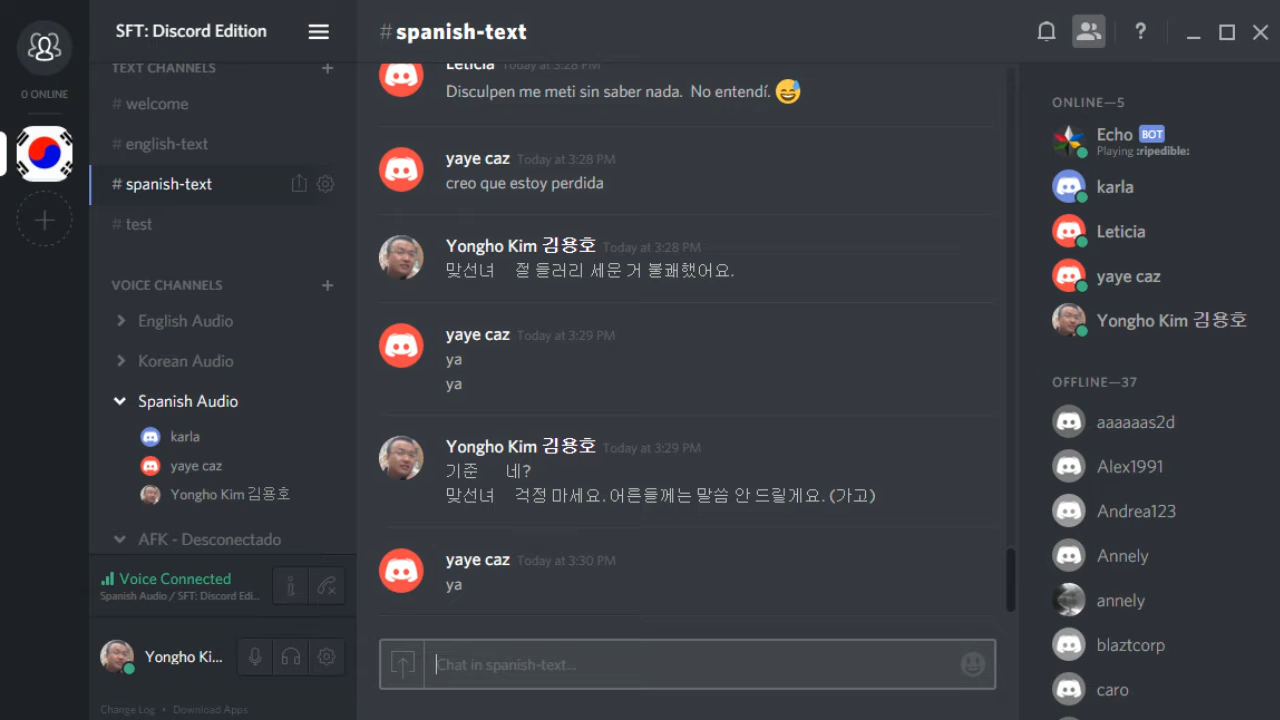 0 ONLINE
SFT: Discord Edition
TEXT CHANNELS
# welcome
# english-text
# spanish-text
# test
VOICE CHANNELS
English Audio
Korean Audio
Spanish Audio
karla
yaye caz
Yongho Kim 김용호
AFK - Desconectado
Voice Connected
Spanish Audio / SFT: Discord Edi...
Yongho Ki...
Change Log • Download Apps
# spanish-text
Leticia Today at 3:28 PM
Disculpen me meti sin saber nada. No entendí.
yaye caz Today at 3:28 PM
creo que estoy perdida
Yongho Kim 김용호 Today at 3:28 PM
맞선녀 절 들러리 세운 거 불쾌했어요.
yaye caz Today at 3:29 PM
ya
ya
Yongho Kim 김용호 Today at 3:29 PM
기준 네?
맞선녀 걱정 마세요. 어른들께는 말씀 안 드릴게요. (가고)
yaye caz Today at 3:30 PM
ya
Chat in spanish-text...
ONLINE—5
Echo BOT
Playing :ripedible:
karla
Leticia
yaye caz
Yongho Kim 김용호
OFFLINE—37
aaaaaas2d
Alex1991
Andrea123
Annely
annely
blaztcorp
caro